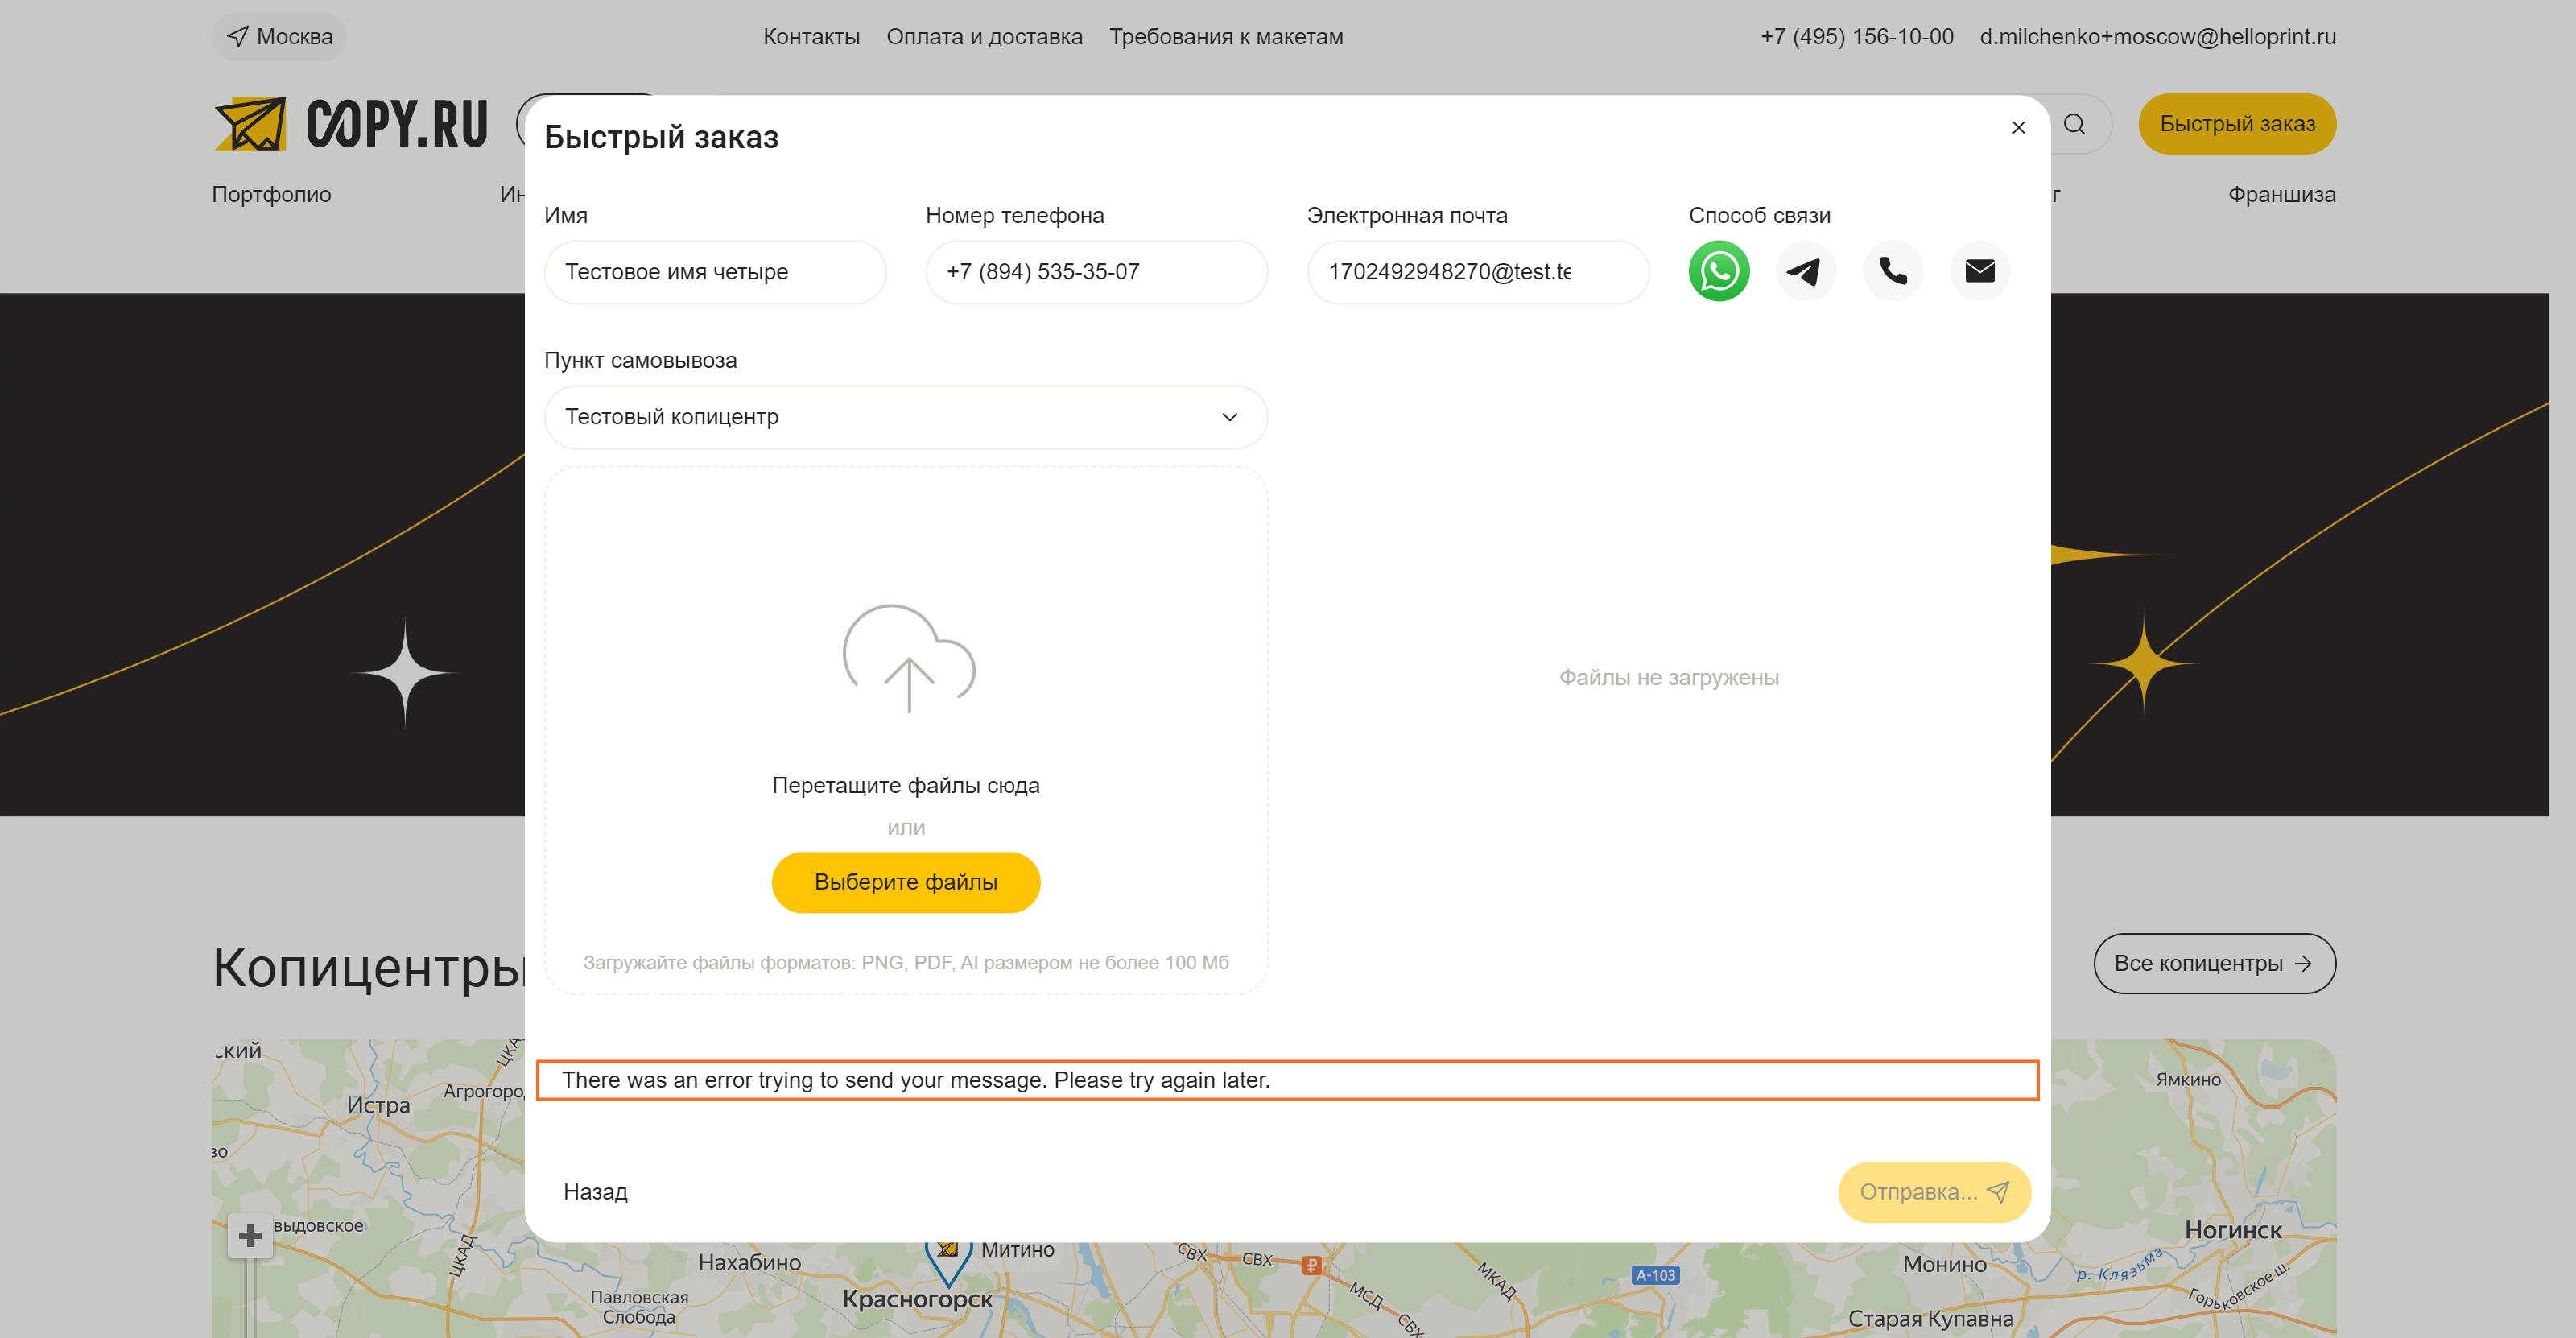 Москва
Контакты
Оплата и доставка
Требования к макетам
+7 (495) 156-10-00
d.milchenko+moscow@helloprint.ru
COPY.RU
Быстрый заказ
Портфолио
Франшиза
Быстрый заказ
Имя
Номер телефона
Электронная почта
Способ связи
Тестовое имя четыре
+7 (894) 535-35-07
1702492948270@test.te
Пункт самовывоза
Тестовый копицентр
Перетащите файлы сюда
или
Выберите файлы
Загружайте файлы форматов: PNG, PDF, AI размером не более 100 Мб
Файлы не загружены
Копицентры
Все копицентры
There was an error trying to send your message. Please try again later.
Назад
Отправка...
ский
ЦКА
Агрогород
Истра
во
выдовское
ЦКАД
Нахабино
Митино
Красногорск
Павловская
Слобода
СВХ
СВХ
₽
МСД
СВХ
МКАД
А-103
Ямкино
Ногинск
Монино
р. Клязьма
Горьковское ш.
Старая Купавна